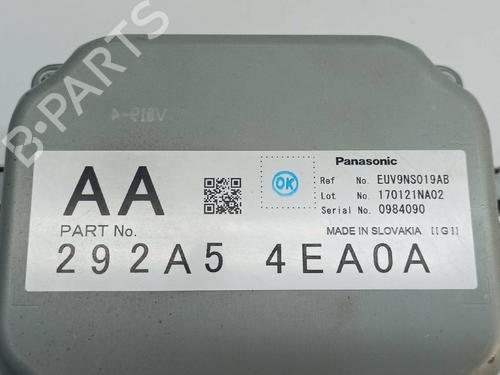 V819-4
AA
PART No.
292A5 4EA0A
OK
Panasonic
Ref No. EUV9NS019AB
Lot No. 170121NA02
Serial No. 0984090
MADE IN SLOVAKIA [[G]]
B-PARTS